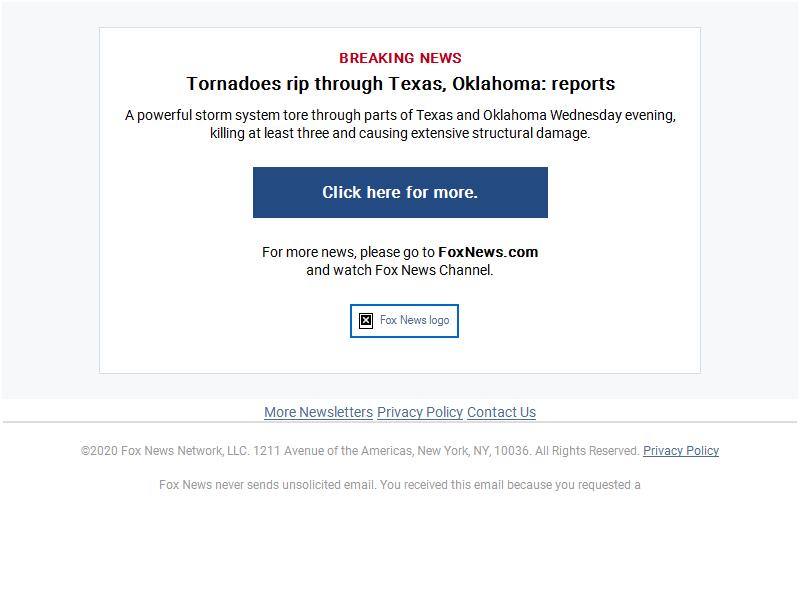 BREAKING NEWS
Tornadoes rip through Texas, Oklahoma: reports
A powerful storm system tore through parts of Texas and Oklahoma Wednesday evening,
killing at least three and causing extensive structural damage.
Click here for more.
For more news, please go to FoxNews.com
and watch Fox News Channel.
Fox News logo
More Newsletters Privacy Policy Contact Us
©2020 Fox News Network, LLC. 1211 Avenue of the Americas, New York, NY, 10036. All Rights Reserved. Privacy Policy
Fox News never sends unsolicited email. You received this email because you requested a